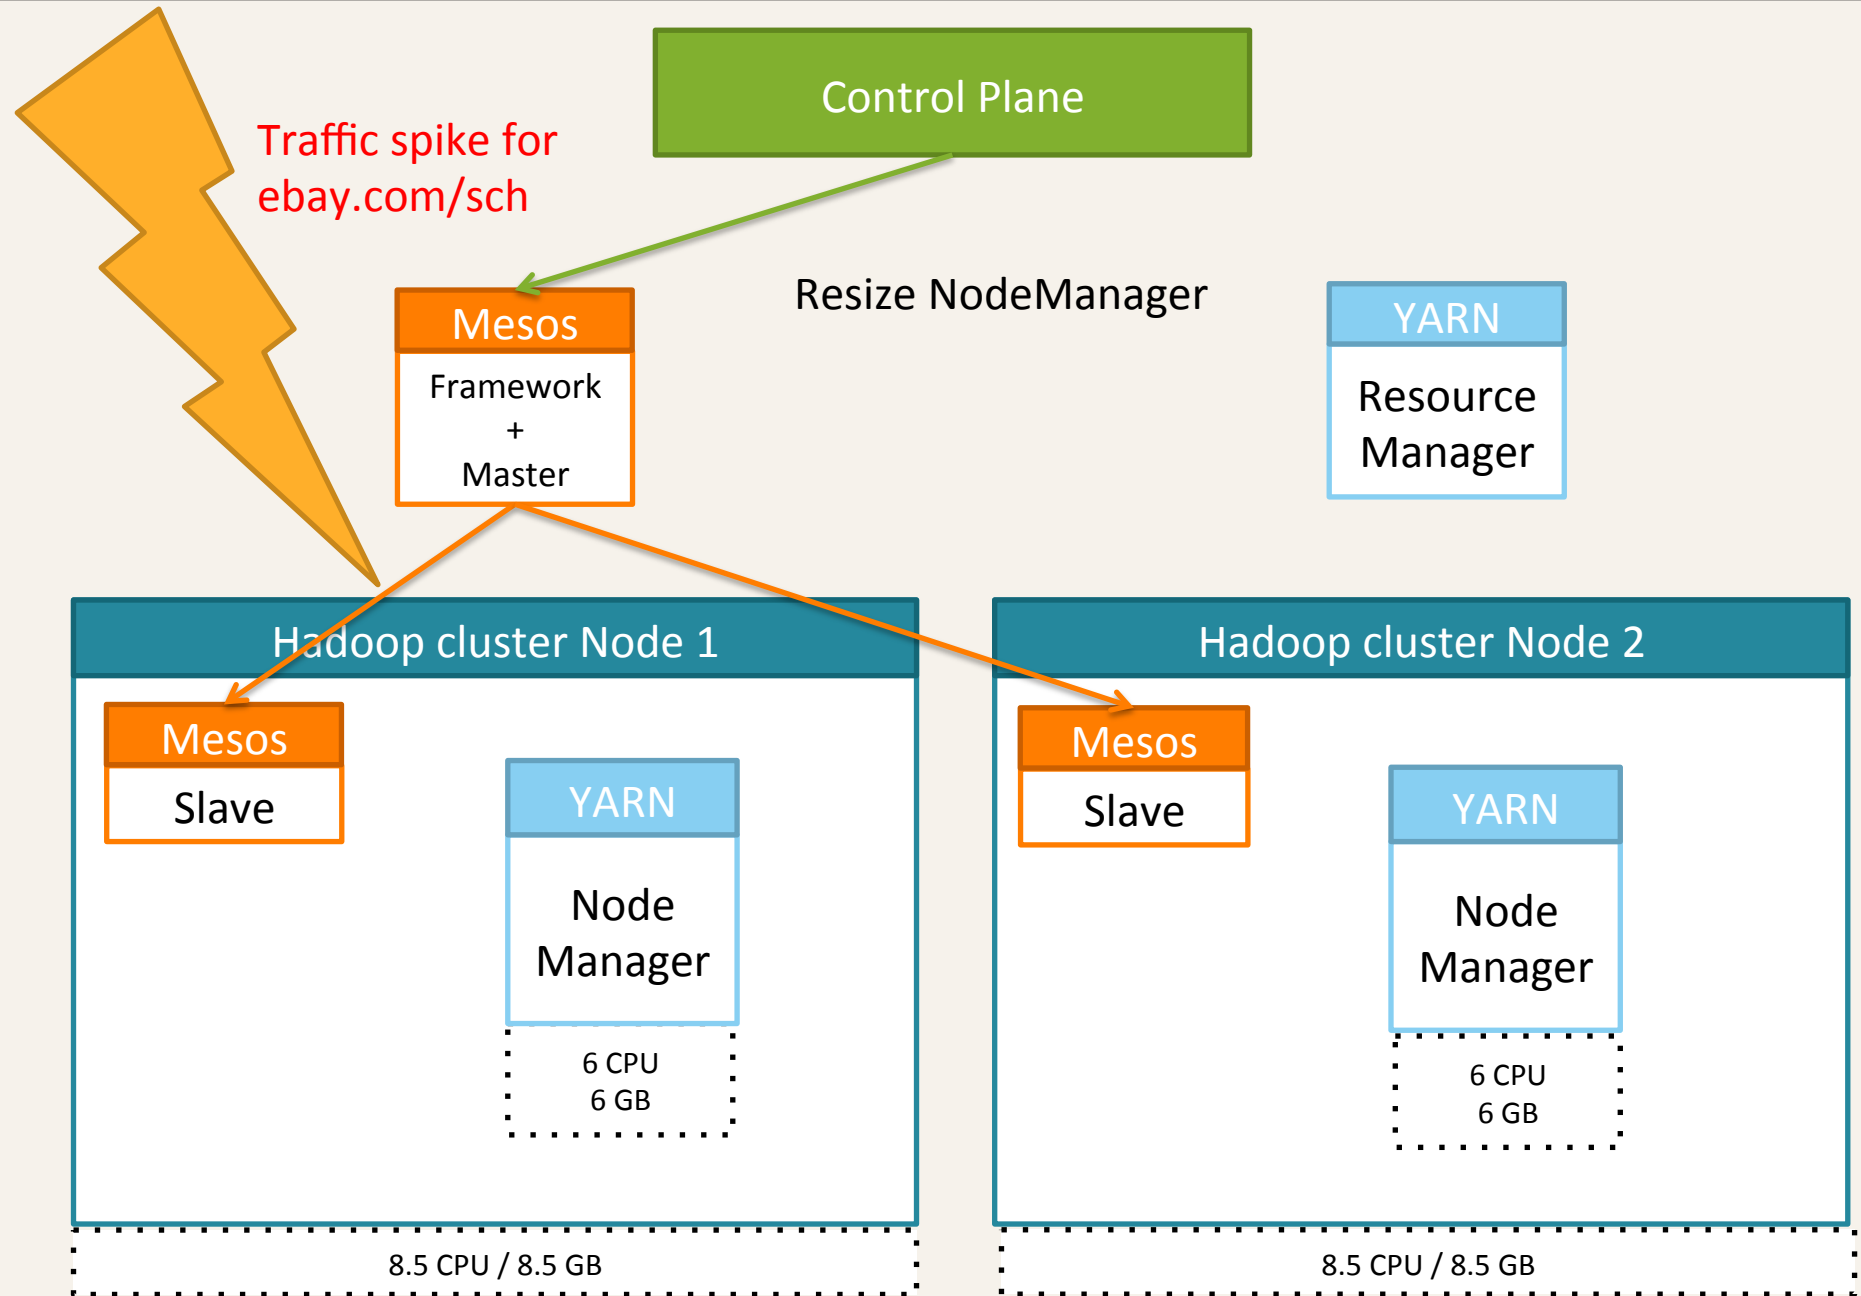 Control Plane
Traffic spike for
ebay.com/sch
Resize NodeManager
Mesos
Framework
+
Master
YARN
Resource
Manager
Hadoop cluster Node 1
Mesos
Slave
YARN
Node
Manager
6 CPU
6 GB
8.5 CPU / 8.5 GB
Hadoop cluster Node 2
Mesos
Slave
YARN
Node
Manager
6 CPU
6 GB
8.5 CPU / 8.5 GB